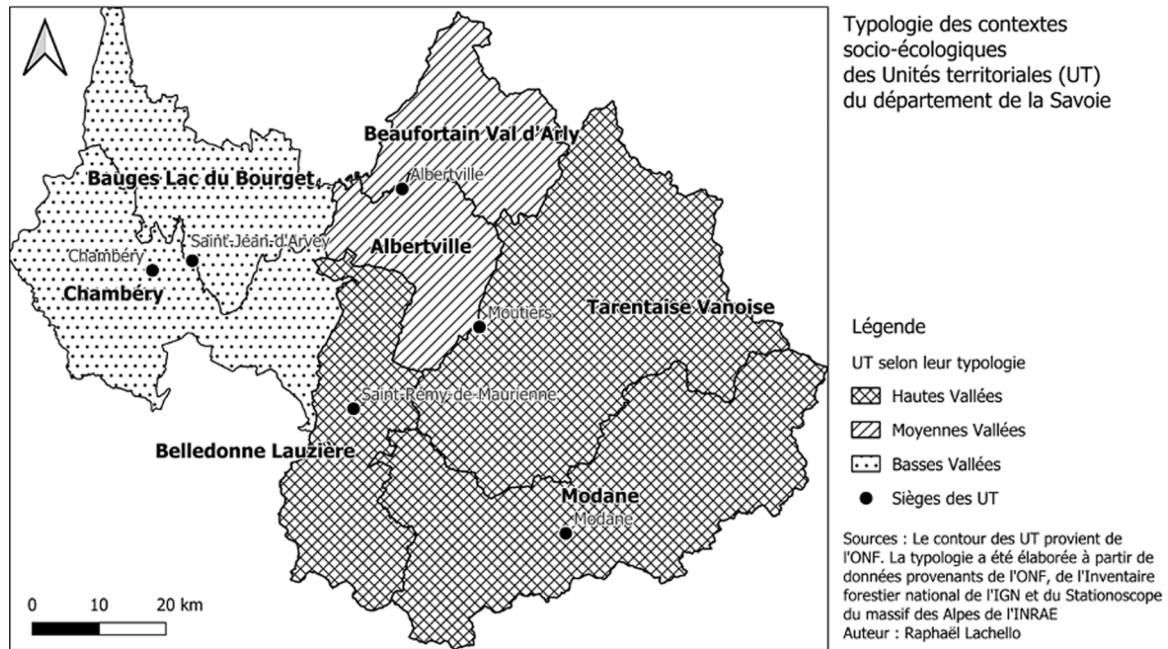 Typologie des contextes
socio-écologiques
des Unités territoriales (UT)
du département de la Savoie
Beaufortain Val d'Arly
Albertville
Bauges Lac du Bourget
Saint-Jean-d'Arvey
Albertville
Chambéry
Chambéry
Tarentaise Vanoise
Moutiers
Saint-Rémy-de-Maurienne
Belledonne Lauzière
Modane
Modane
0 10 20 km
Légende
UT selon leur typologie
Hautes Vallées
Moyennes Vallées
Basses Vallées
Sièges des UT
Sources : Le contour des UT provient de
l'ONF. La typologie a été élaborée à partir de
données provenants de l'ONF, de l'Inventaire
forestier national de l'IGN et du Stationoscope
du massif des Alpes de l'INRAE
Auteur : Raphaël Lachello